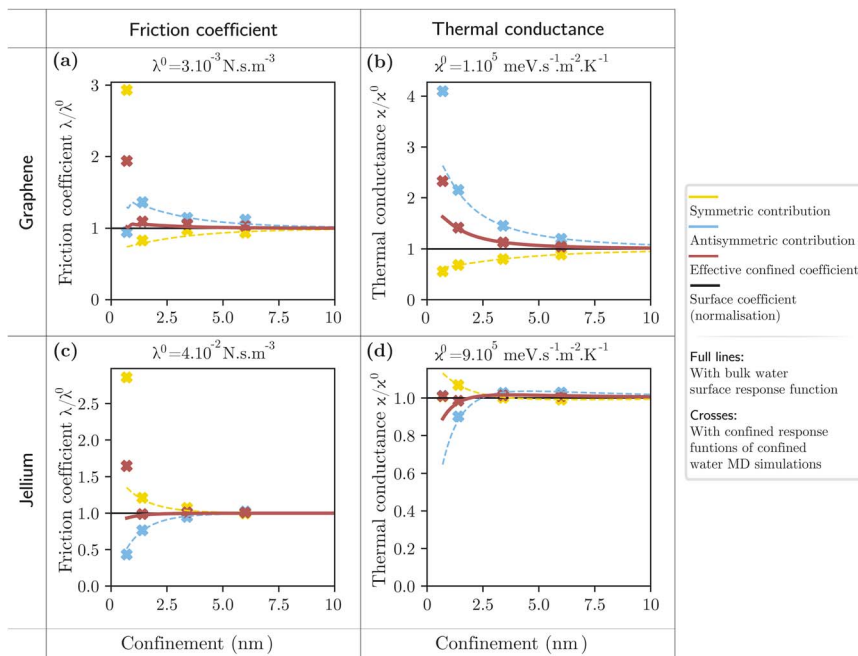 Friction coefficient
Thermal conductance
Graphene
(a)
λ⁰=3.10⁻³ N.s.m⁻³
Friction coefficient λ/λ⁰
3
2
1
0
0 2.5 5.0 7.5 10
(b)
ϰ⁰=1.10⁵ meV.s⁻¹.m⁻².K⁻¹
Thermal conductance ϰ/ϰ⁰
4
3
2
1
0
0 2.5 5.0 7.5 10
Jellium
(c)
λ⁰=4.10⁻² N.s.m⁻³
Friction coefficient λ/λ⁰
2.5
2.0
1.5
1.0
0.5
0.0
0 2.5 5.0 7.5 10
(d)
ϰ⁰=9.10⁵ meV.s⁻¹.m⁻².K⁻¹
Thermal conductance ϰ/ϰ⁰
1.0
0.8
0.6
0.4
0.2
0.0
0 2.5 5.0 7.5 10
Confinement (nm)
Confinement (nm)
Symmetric contribution
Antisymmetric contribution
Effective confined coefficient
Surface coefficient
(normalisation)
Full lines:
With bulk water
surface response function
Crosses:
With confined response
funtions of confined
water MD simulations